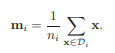 m_i = \frac{1}{n_i} \sum_{x \in \mathcal{D}_i} x.